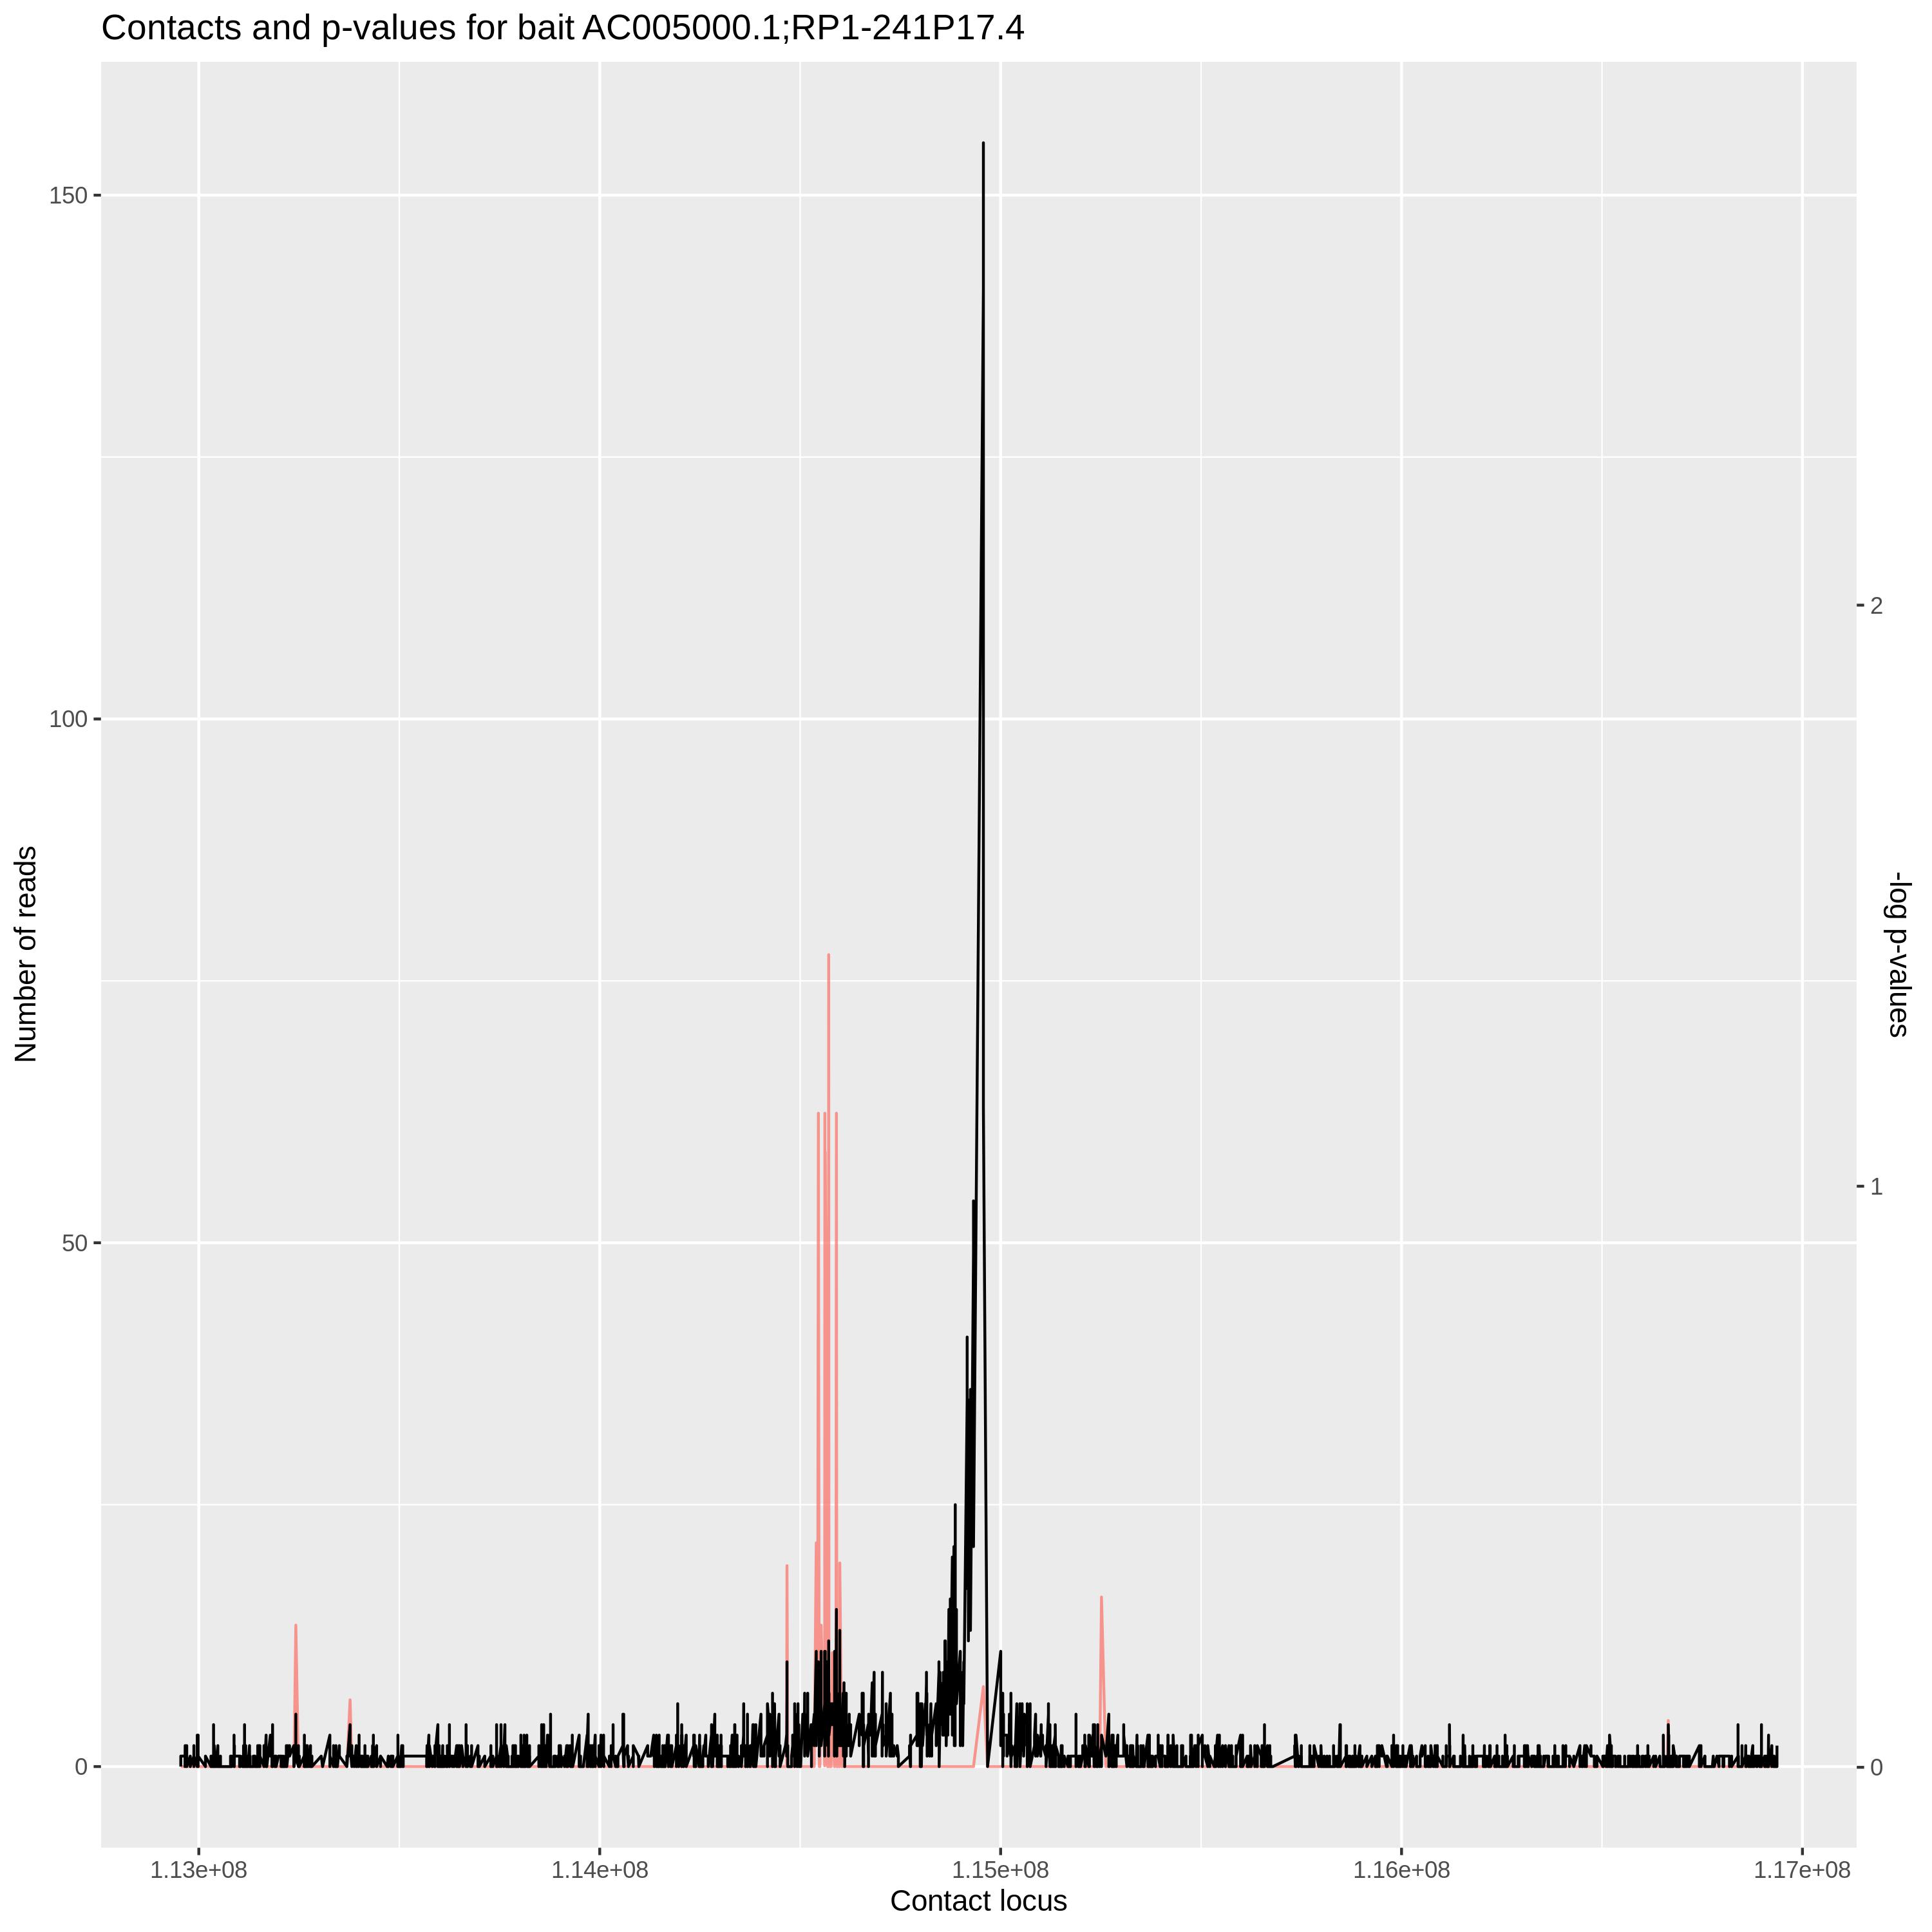 Contacts and p-values for bait AC005000.1;RP1-241P17.4
150
100
50
0
Number of reads
2
1
0
-log p-values
1.13e+08
1.14e+08
1.15e+08
1.16e+08
1.17e+08
Contact locus